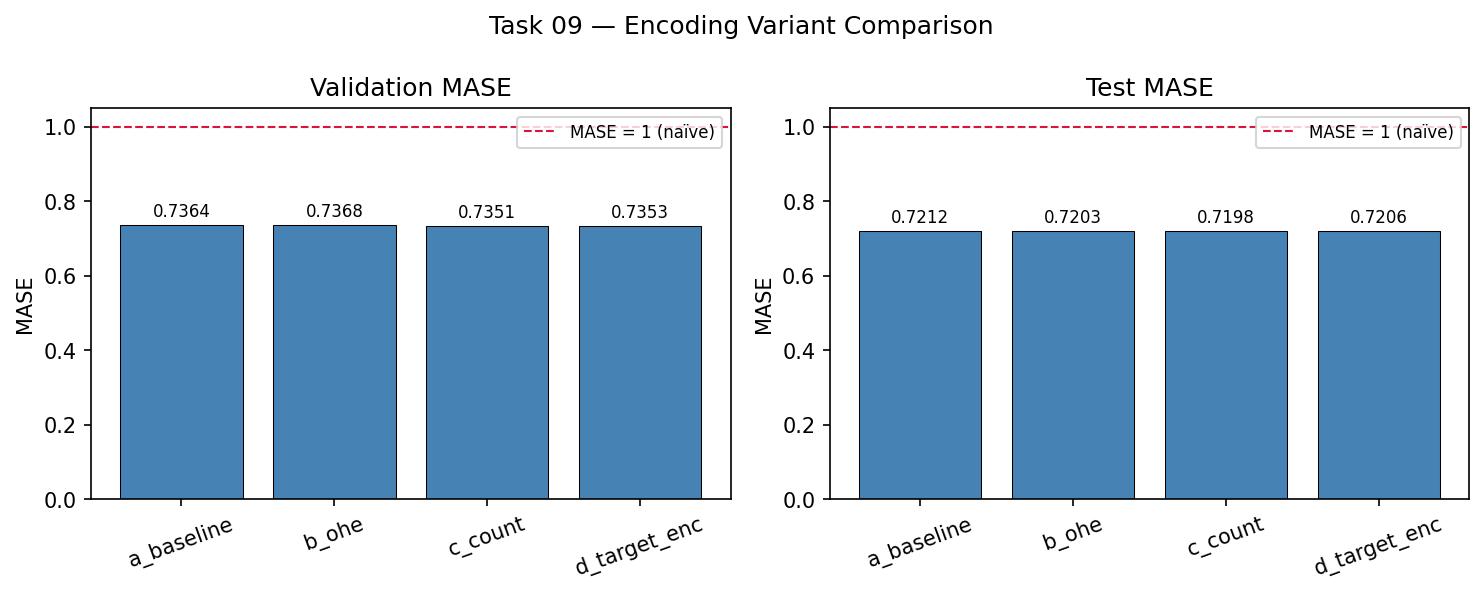 Task 09 — Encoding Variant Comparison
Validation MASE
MASE
1.0
0.8
0.6
0.4
0.2
0.0
MASE = 1 (naïve)
0.7364
0.7368
0.7351
0.7353
a_baseline
b_ohe
c_count
d_target_enc
Test MASE
MASE
1.0
0.8
0.6
0.4
0.2
0.0
MASE = 1 (naïve)
0.7212
0.7203
0.7198
0.7206
a_baseline
b_ohe
c_count
d_target_enc